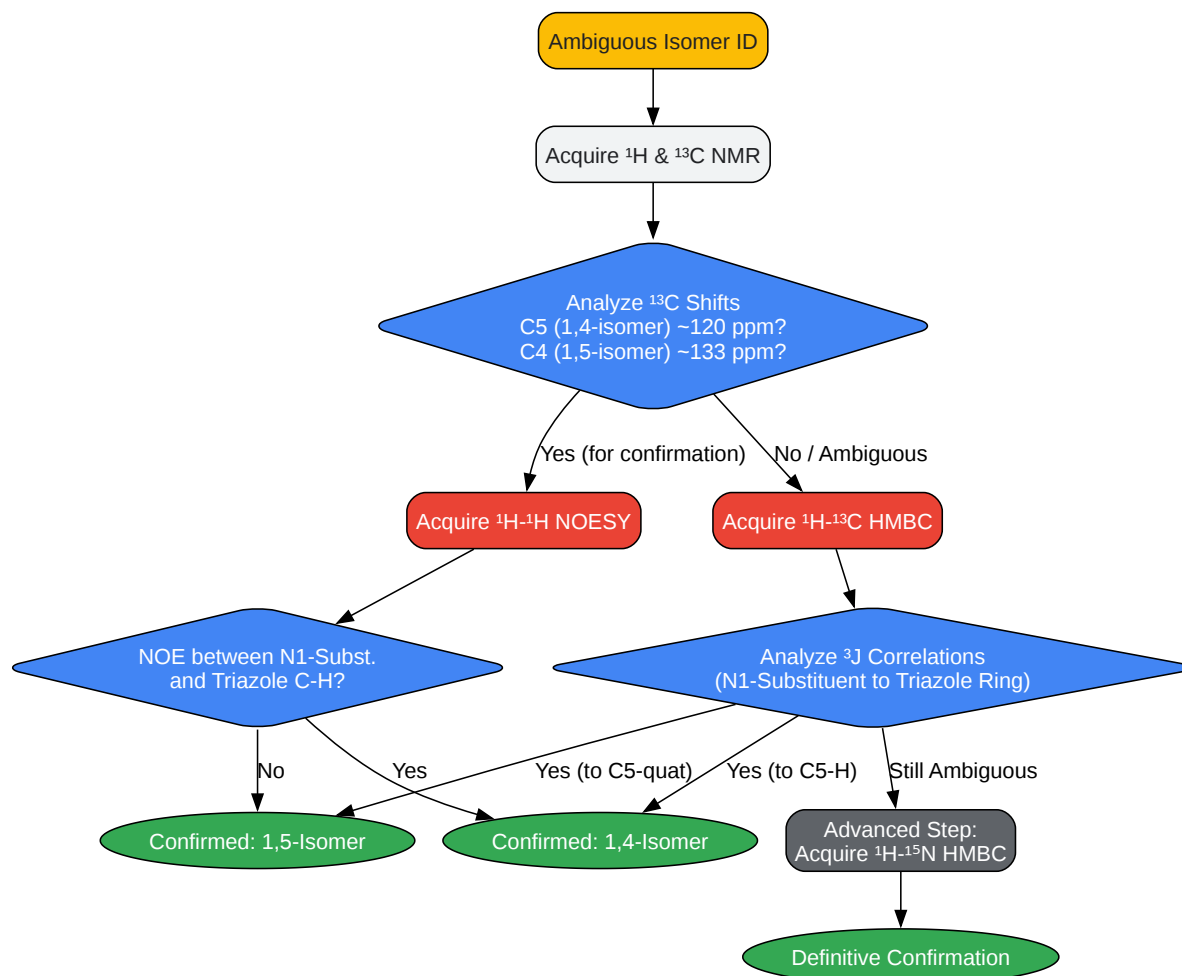 Ambiguous Isomer ID
Acquire ¹H & ¹³C NMR
Analyze ¹³C Shifts
C5 (1,4-isomer) ~120 ppm?
C4 (1,5-isomer) ~133 ppm?
Yes (for confirmation)
No / Ambiguous
Acquire ¹H-¹H NOESY
Acquire ¹H-¹³C HMBC
NOE between N1-Subst.
and Triazole C-H?
Analyze ³J Correlations
(N1-Substituent to Triazole Ring)
No
Yes
Yes (to C5-quat)
Yes (to C5-H)
Still Ambiguous
Confirmed: 1,5-Isomer
Confirmed: 1,4-Isomer
Advanced Step:
Acquire ¹H-¹⁵N HMBC
Definitive Confirmation